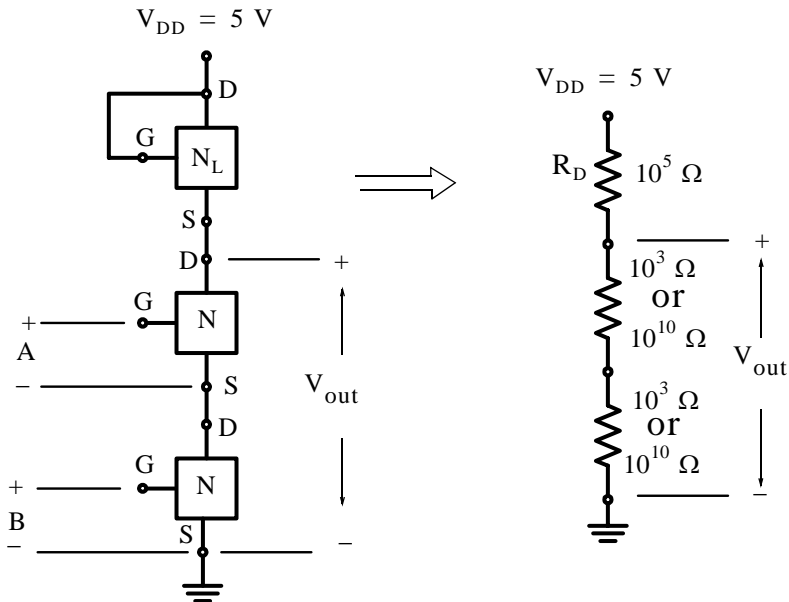 V_DD = 5 V
D
G
N_L
S
D
+
G
N
+
A
−
S
V_out
D
G
N
+
B
S
−
−
V_DD = 5 V
R_D
10^5 Ω
+
10^3 Ω
or
10^10 Ω
V_out
10^3 Ω
or
10^10 Ω
−